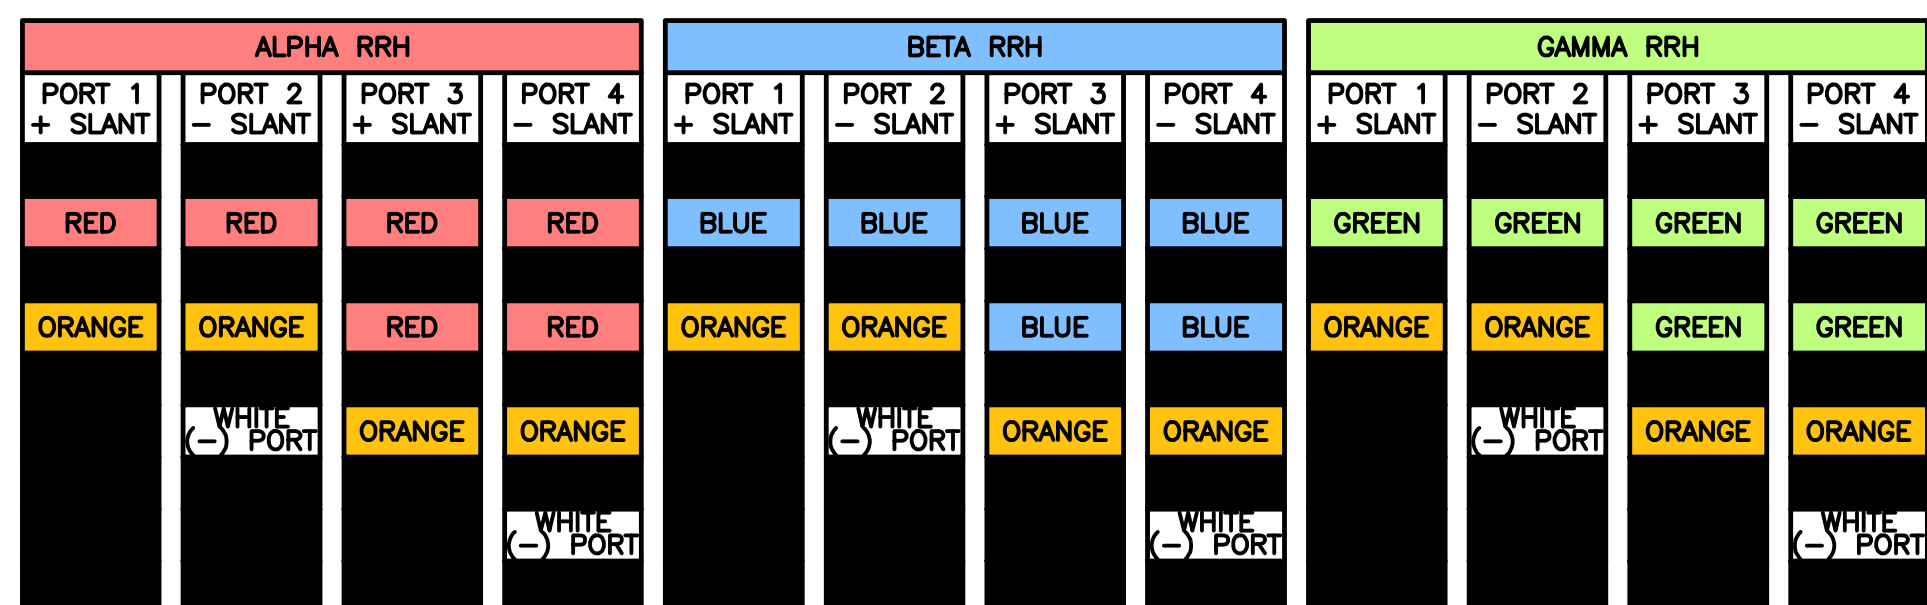 ALPHA RRH BETA RRH GAMMA RRH
PORT 1 PORT 2 PORT 3 PORT 4 PORT 1 PORT 2 PORT 3 PORT 4 PORT 1 PORT 2 PORT 3 PORT 4
+ SLANT - SLANT + SLANT - SLANT + SLANT - SLANT + SLANT - SLANT + SLANT - SLANT + SLANT - SLANT
RED RED RED RED BLUE BLUE BLUE BLUE GREEN GREEN GREEN GREEN
ORANGE ORANGE RED RED ORANGE ORANGE BLUE BLUE ORANGE ORANGE GREEN GREEN
WHITE ORANGE ORANGE WHITE ORANGE ORANGE WHITE ORANGE ORANGE
(-) PORT (-) PORT (-) PORT
WHITE WHITE WHITE
(-) PORT (-) PORT (-) PORT